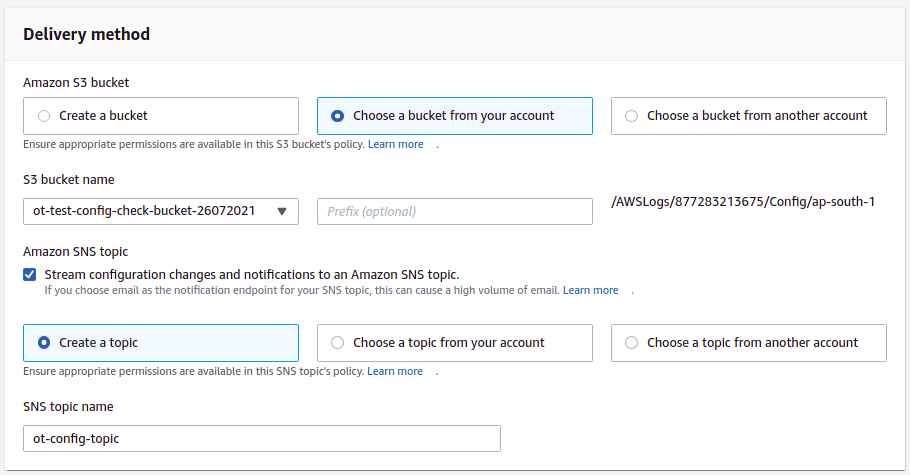 Delivery method
Amazon S3 bucket
Create a bucket
Choose a bucket from your account
Choose a bucket from another account
Ensure appropriate permissions are available in this S3 bucket's policy. Learn more .
S3 bucket name
ot-test-config-check-bucket-26072021
Prefix (optional)
/AWSLogs/877283213675/Config/ap-south-1
Amazon SNS topic
Stream configuration changes and notifications to an Amazon SNS topic.
If you choose email as the notification endpoint for your SNS topic, this can cause a high volume of email. Learn more .
Create a topic
Choose a topic from your account
Choose a topic from another account
Ensure appropriate permissions are available in this SNS topic's policy. Learn more .
SNS topic name
ot-config-topic